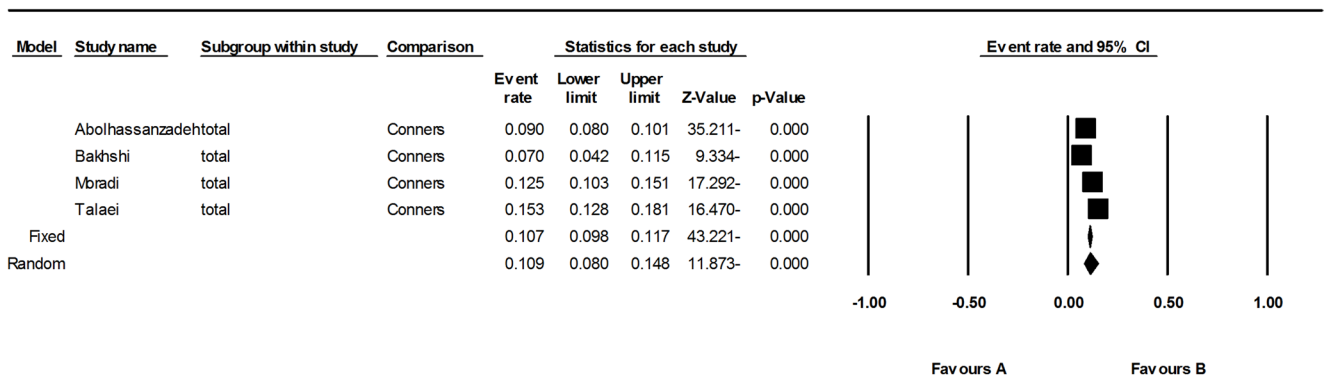 Model Study name Subgroup within study Comparison Statistics for each study Event rate and 95% CI
Event Lower Upper
rate limit limit Z-Value p-Value
Abolhassanzadehtotal Conners 0.090 0.080 0.101 35.211- 0.000
Bakhshi total Conners 0.070 0.042 0.115 9.334- 0.000
Moradi total Conners 0.125 0.103 0.151 17.292- 0.000
Talaei total Conners 0.153 0.128 0.181 16.470- 0.000
Fixed 0.107 0.098 0.117 43.221- 0.000
Random 0.109 0.080 0.148 11.873- 0.000
-1.00 -0.50 0.00 0.50 1.00
Favours A Favours B